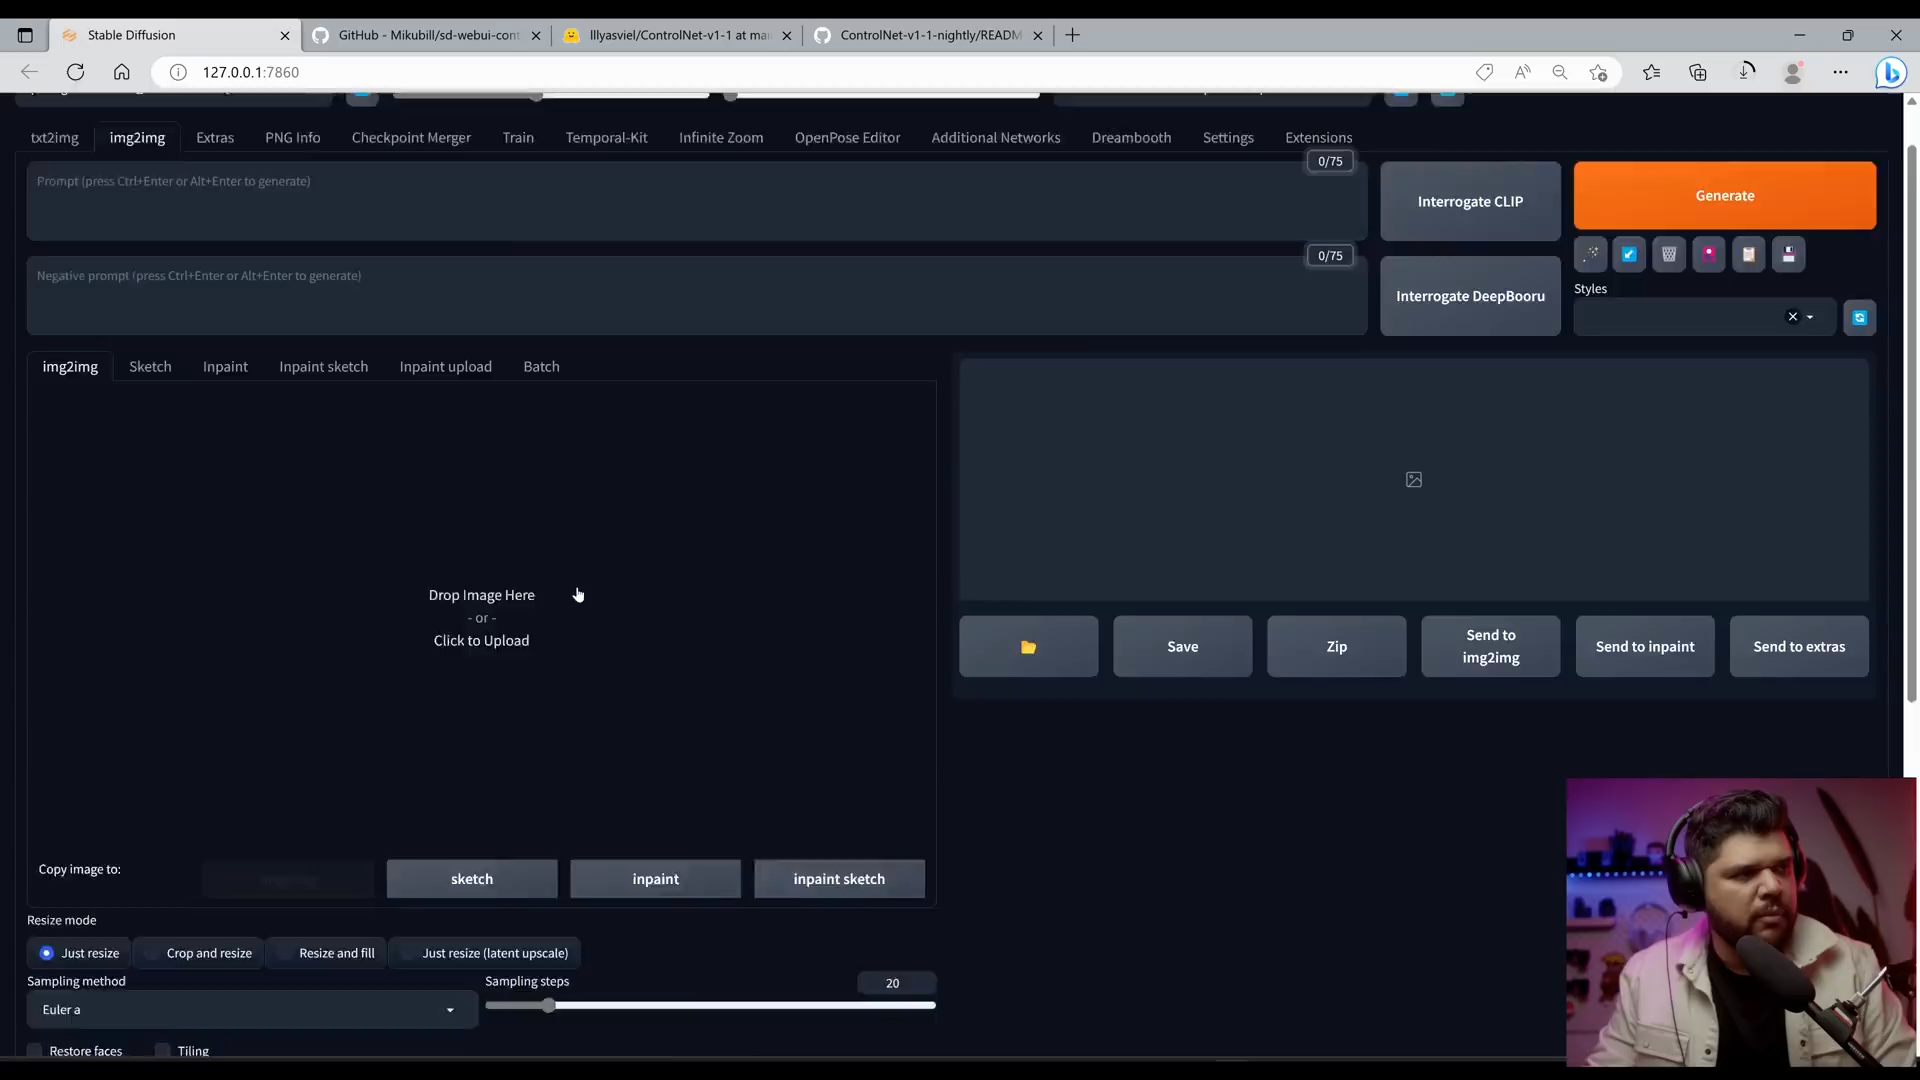 Stable Diffusion
GitHub - Mikubill/sd-webui-cont
lllyasviel/ControlNet-v1-1 at mai
ControlNet-v1-1-nightly/READM
127.0.0.1:7860
txt2img
img2img
Extras
PNG Info
Checkpoint Merger
Train
Temporal-Kit
Infinite Zoom
OpenPose Editor
Additional Networks
Dreambooth
Settings
Extensions
0/75
Prompt (press Ctrl+Enter or Alt+Enter to generate)
Interrogate CLIP
Generate
0/75
Negative prompt (press Ctrl+Enter or Alt+Enter to generate)
Interrogate DeepBooru
Styles
img2img
Sketch
Inpaint
Inpaint sketch
Inpaint upload
Batch
Drop Image Here
- or -
Click to Upload
Save
Zip
Send to
img2img
Send to inpaint
Send to extras
Copy image to:
sketch
inpaint
inpaint sketch
Resize mode
Just resize
Crop and resize
Resize and fill
Just resize (latent upscale)
Sampling method
Sampling steps
20
Euler a
Restore faces
Tiling